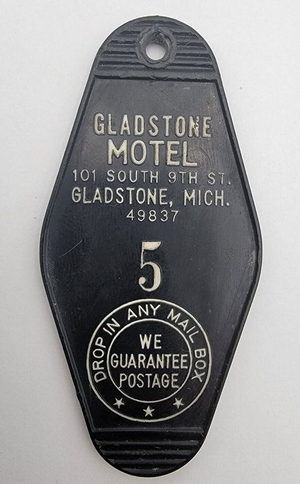 GLADSTONE
MOTEL
101 SOUTH 9TH ST.
GLADSTONE, MICH.
49837
5
DROP IN ANY MAIL BOX
WE
GUARANTEE
POSTAGE